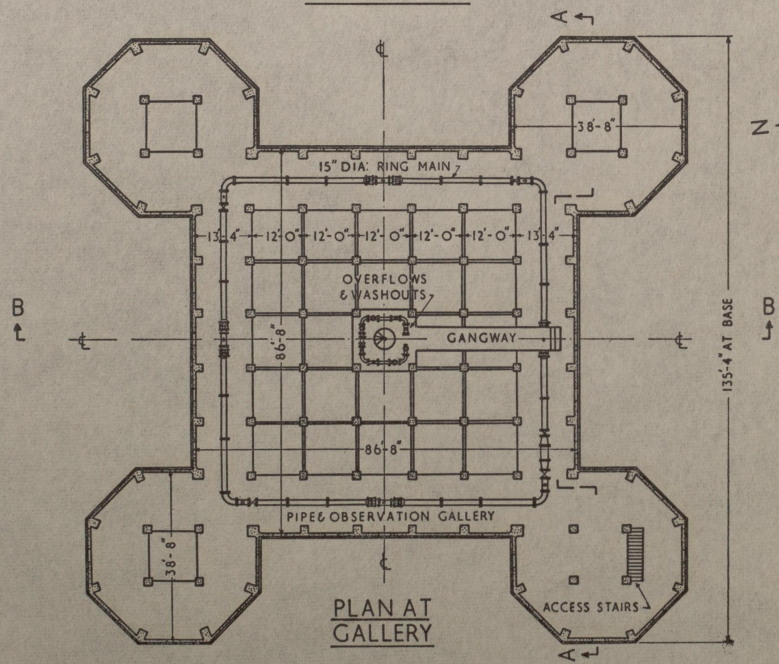 A
℄
38'-8"
N
15" DIA: RING MAIN
13'-4" 12'-0" 12'-0" 12'-0" 12'-0" 12'-0" 13'-4"
OVERFLOWS
& WASHOUTS
B
B
86'-8"
GANGWAY
℄
℄
135'-4" AT BASE
86'-8"
PIPE & OBSERVATION GALLERY
38'-8"
℄
ACCESS STAIRS
PLAN AT
GALLERY
A